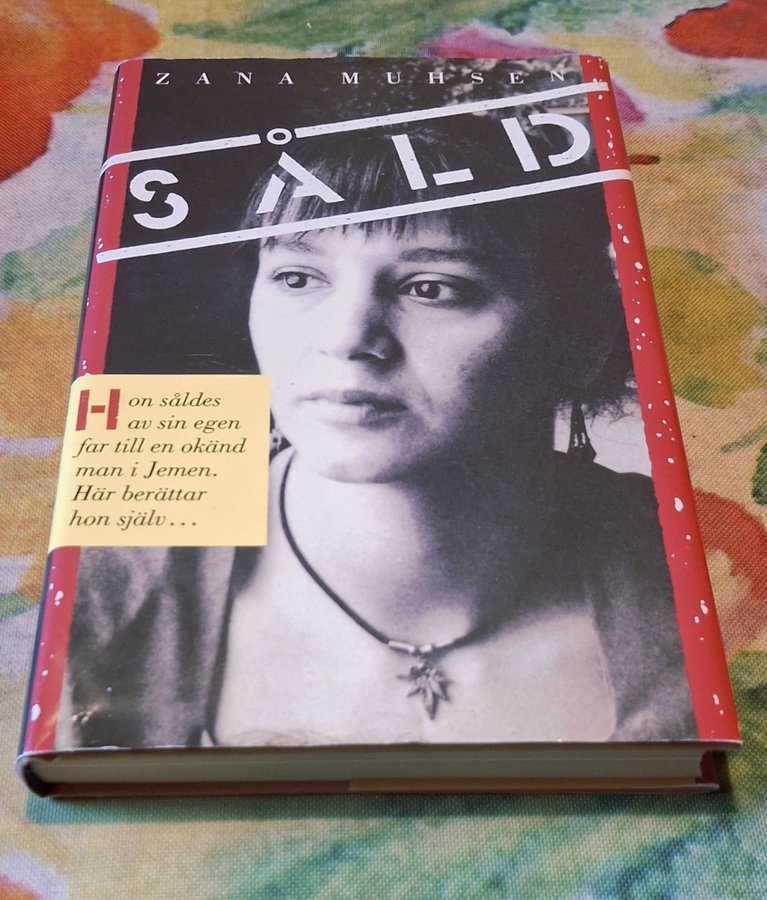 ZANA MUHSEN
SÅLD
Hon såldes
av sin egen
far till en okänd
man i Jemen.
Här berättar
hon själv...